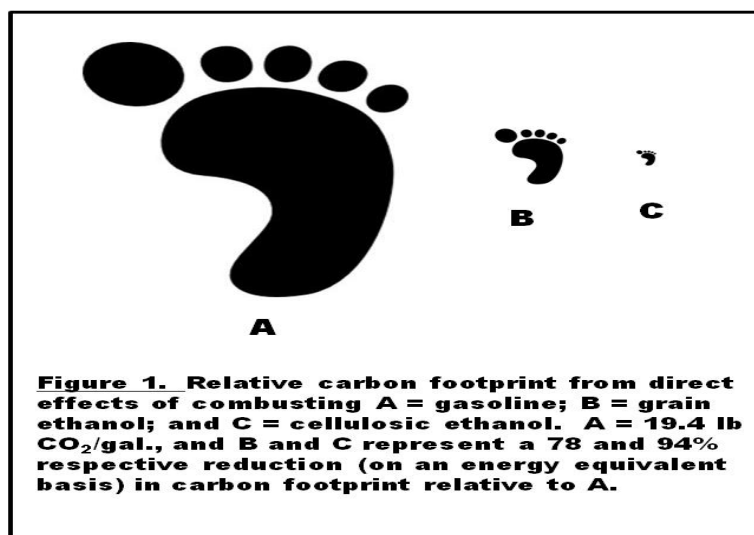 B
C
A
Figure 1. Relative carbon footprint from direct
effects of combusting A = gasoline; B = grain
ethanol; and C = cellulosic ethanol. A = 19.4 lb
CO₂/gal., and B and C represent a 78 and 94%
respective reduction (on an energy equivalent
basis) in carbon footprint relative to A.